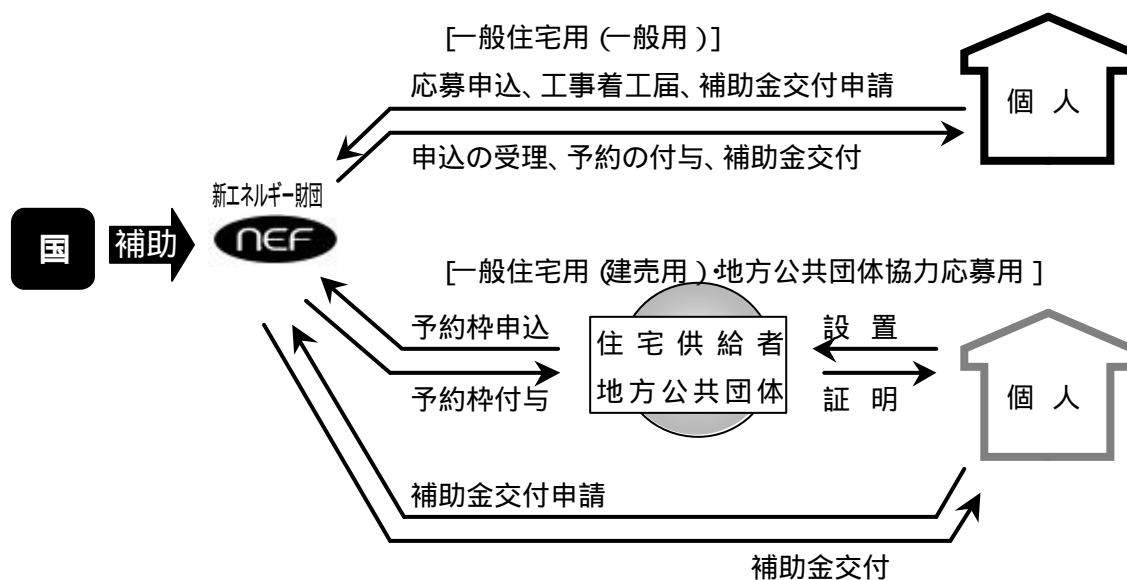 [一般住宅用(一般用)]
応募申込、工事着工届、補助金交付申請
個 人
申込の受理、予約の付与、補助金交付
新エネルギー財団
NEF
国
補助
[一般住宅用(建売用)・地方公共団体協力応募用]
予約枠申込
住宅供給者
設 置
地方公共団体
予約枠付与
証 明
個 人
補助金交付申請
補助金交付